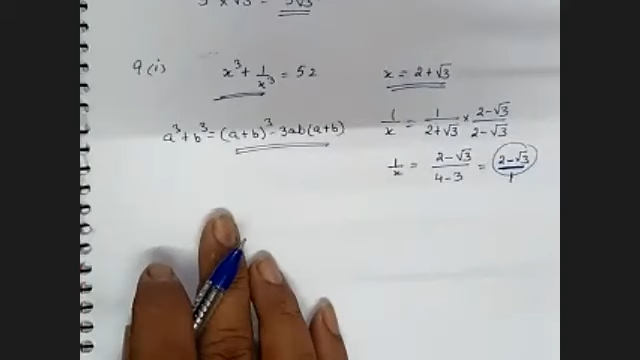 9(i) x³ + 1/x³ = 52
a³ + b³ = (a+b)³ - 3ab(a+b)
x = 2+√3
1/x = 1/(2+√3) × (2-√3)/(2-√3)
1/x = (2-√3)/(4-3) = (2-√3)/1